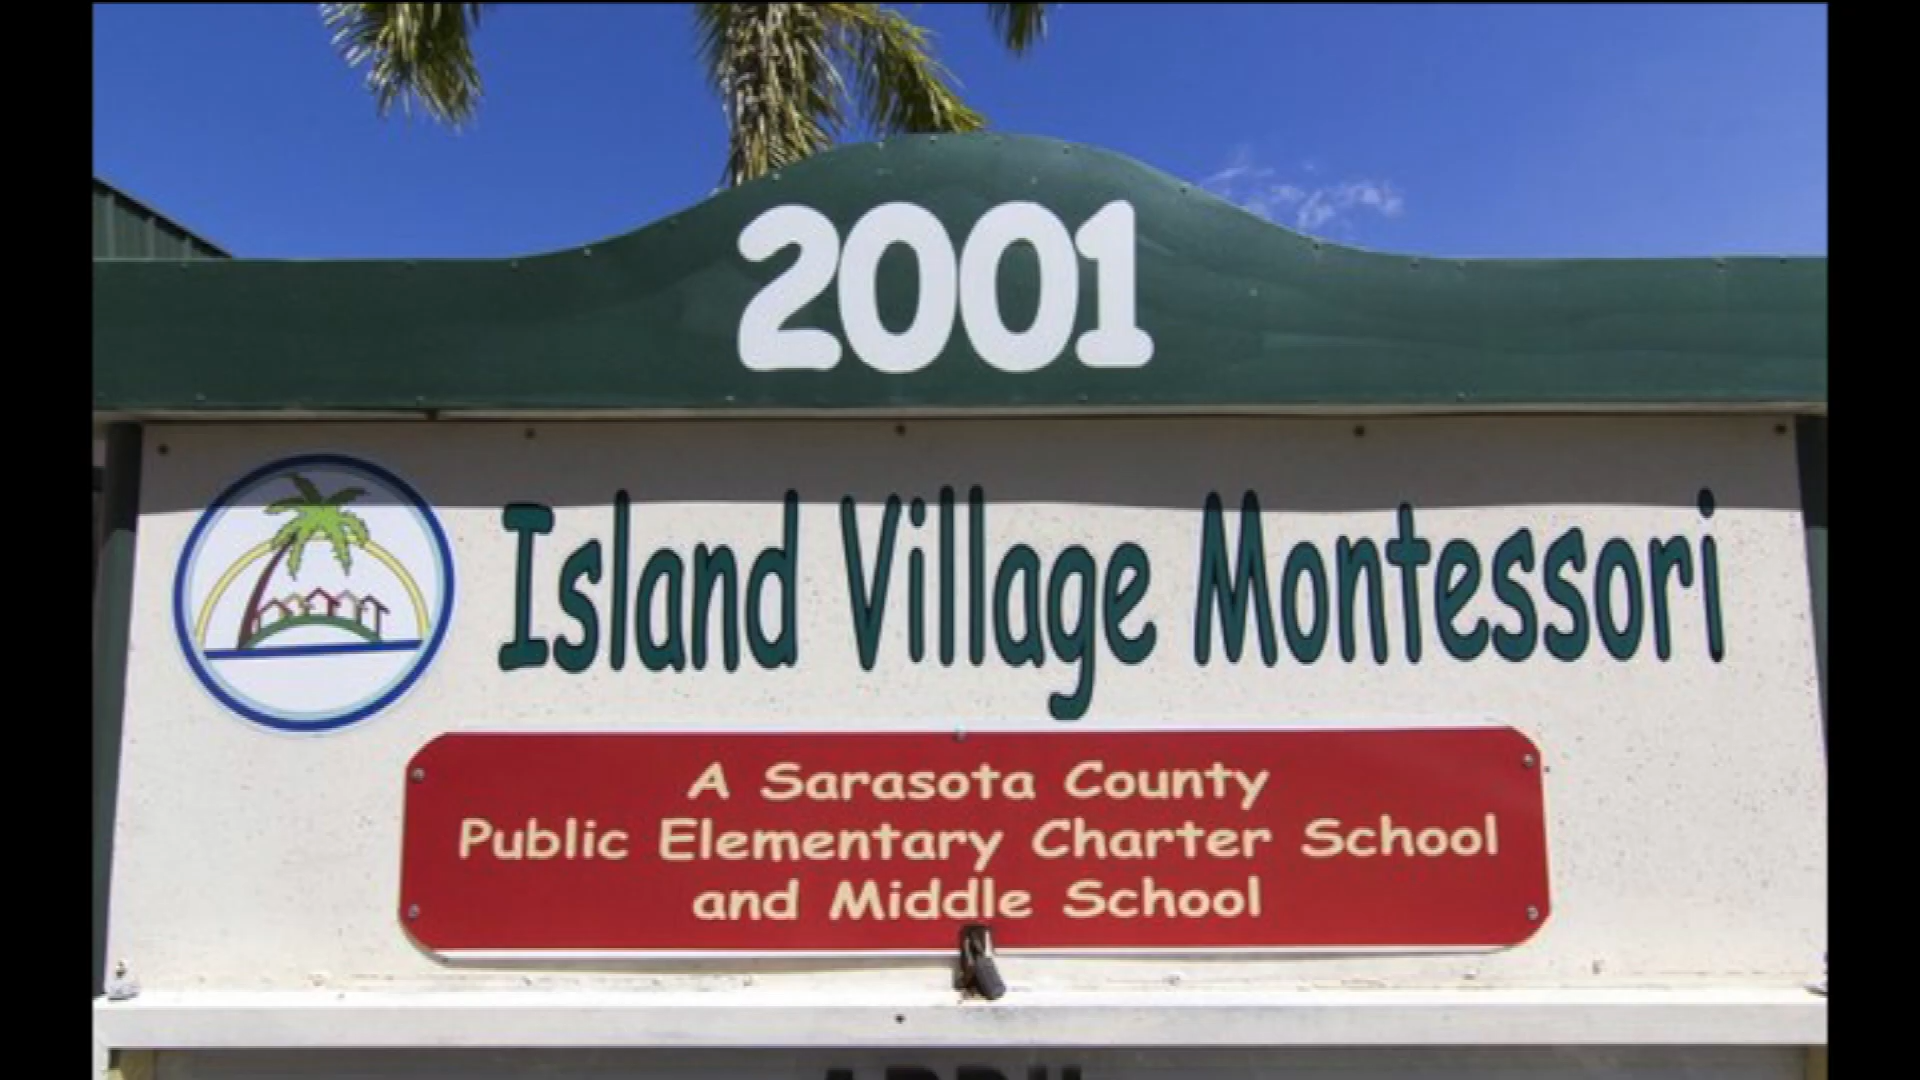 2001
Island Village Montessori
A Sarasota County
Public Elementary Charter School
and Middle School